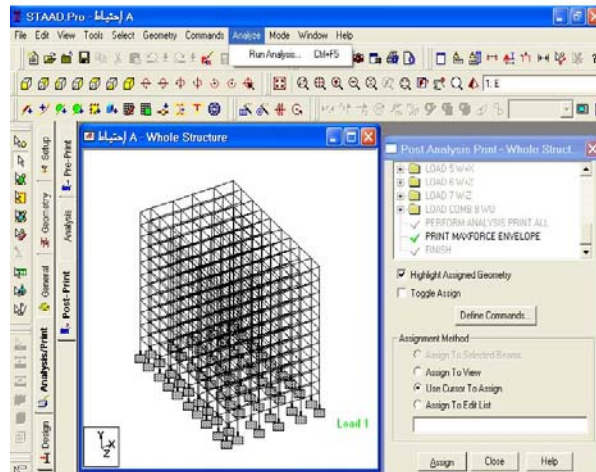 STAAD.Pro - إحتياط A
File Edit View Tools Select Geometry Commands Analyze Mode Window Help
Run Analysis... Ctrl+F5
1: E
إحتياط A - Whole Structure
Setup
Geometry
General
Analysis/Print
Design
Pre-Print
Analysis
Post-Print
Load 1
Y
X
Z
Post Analysis Print - Whole Struct...
LOAD 5 W+X
LOAD 6 W+Z
LOAD 7 W-Z
LOAD COMB 8 WU
PERFORM ANALYSIS PRINT ALL
PRINT MAXFORCE ENVELOPE
FINISH
Highlight Assigned Geometry
Toggle Assign
Define Commands...
Assignment Method
Assign To Selected Beams
Assign To View
Use Cursor To Assign
Assign To Edit List
Assign Close Help